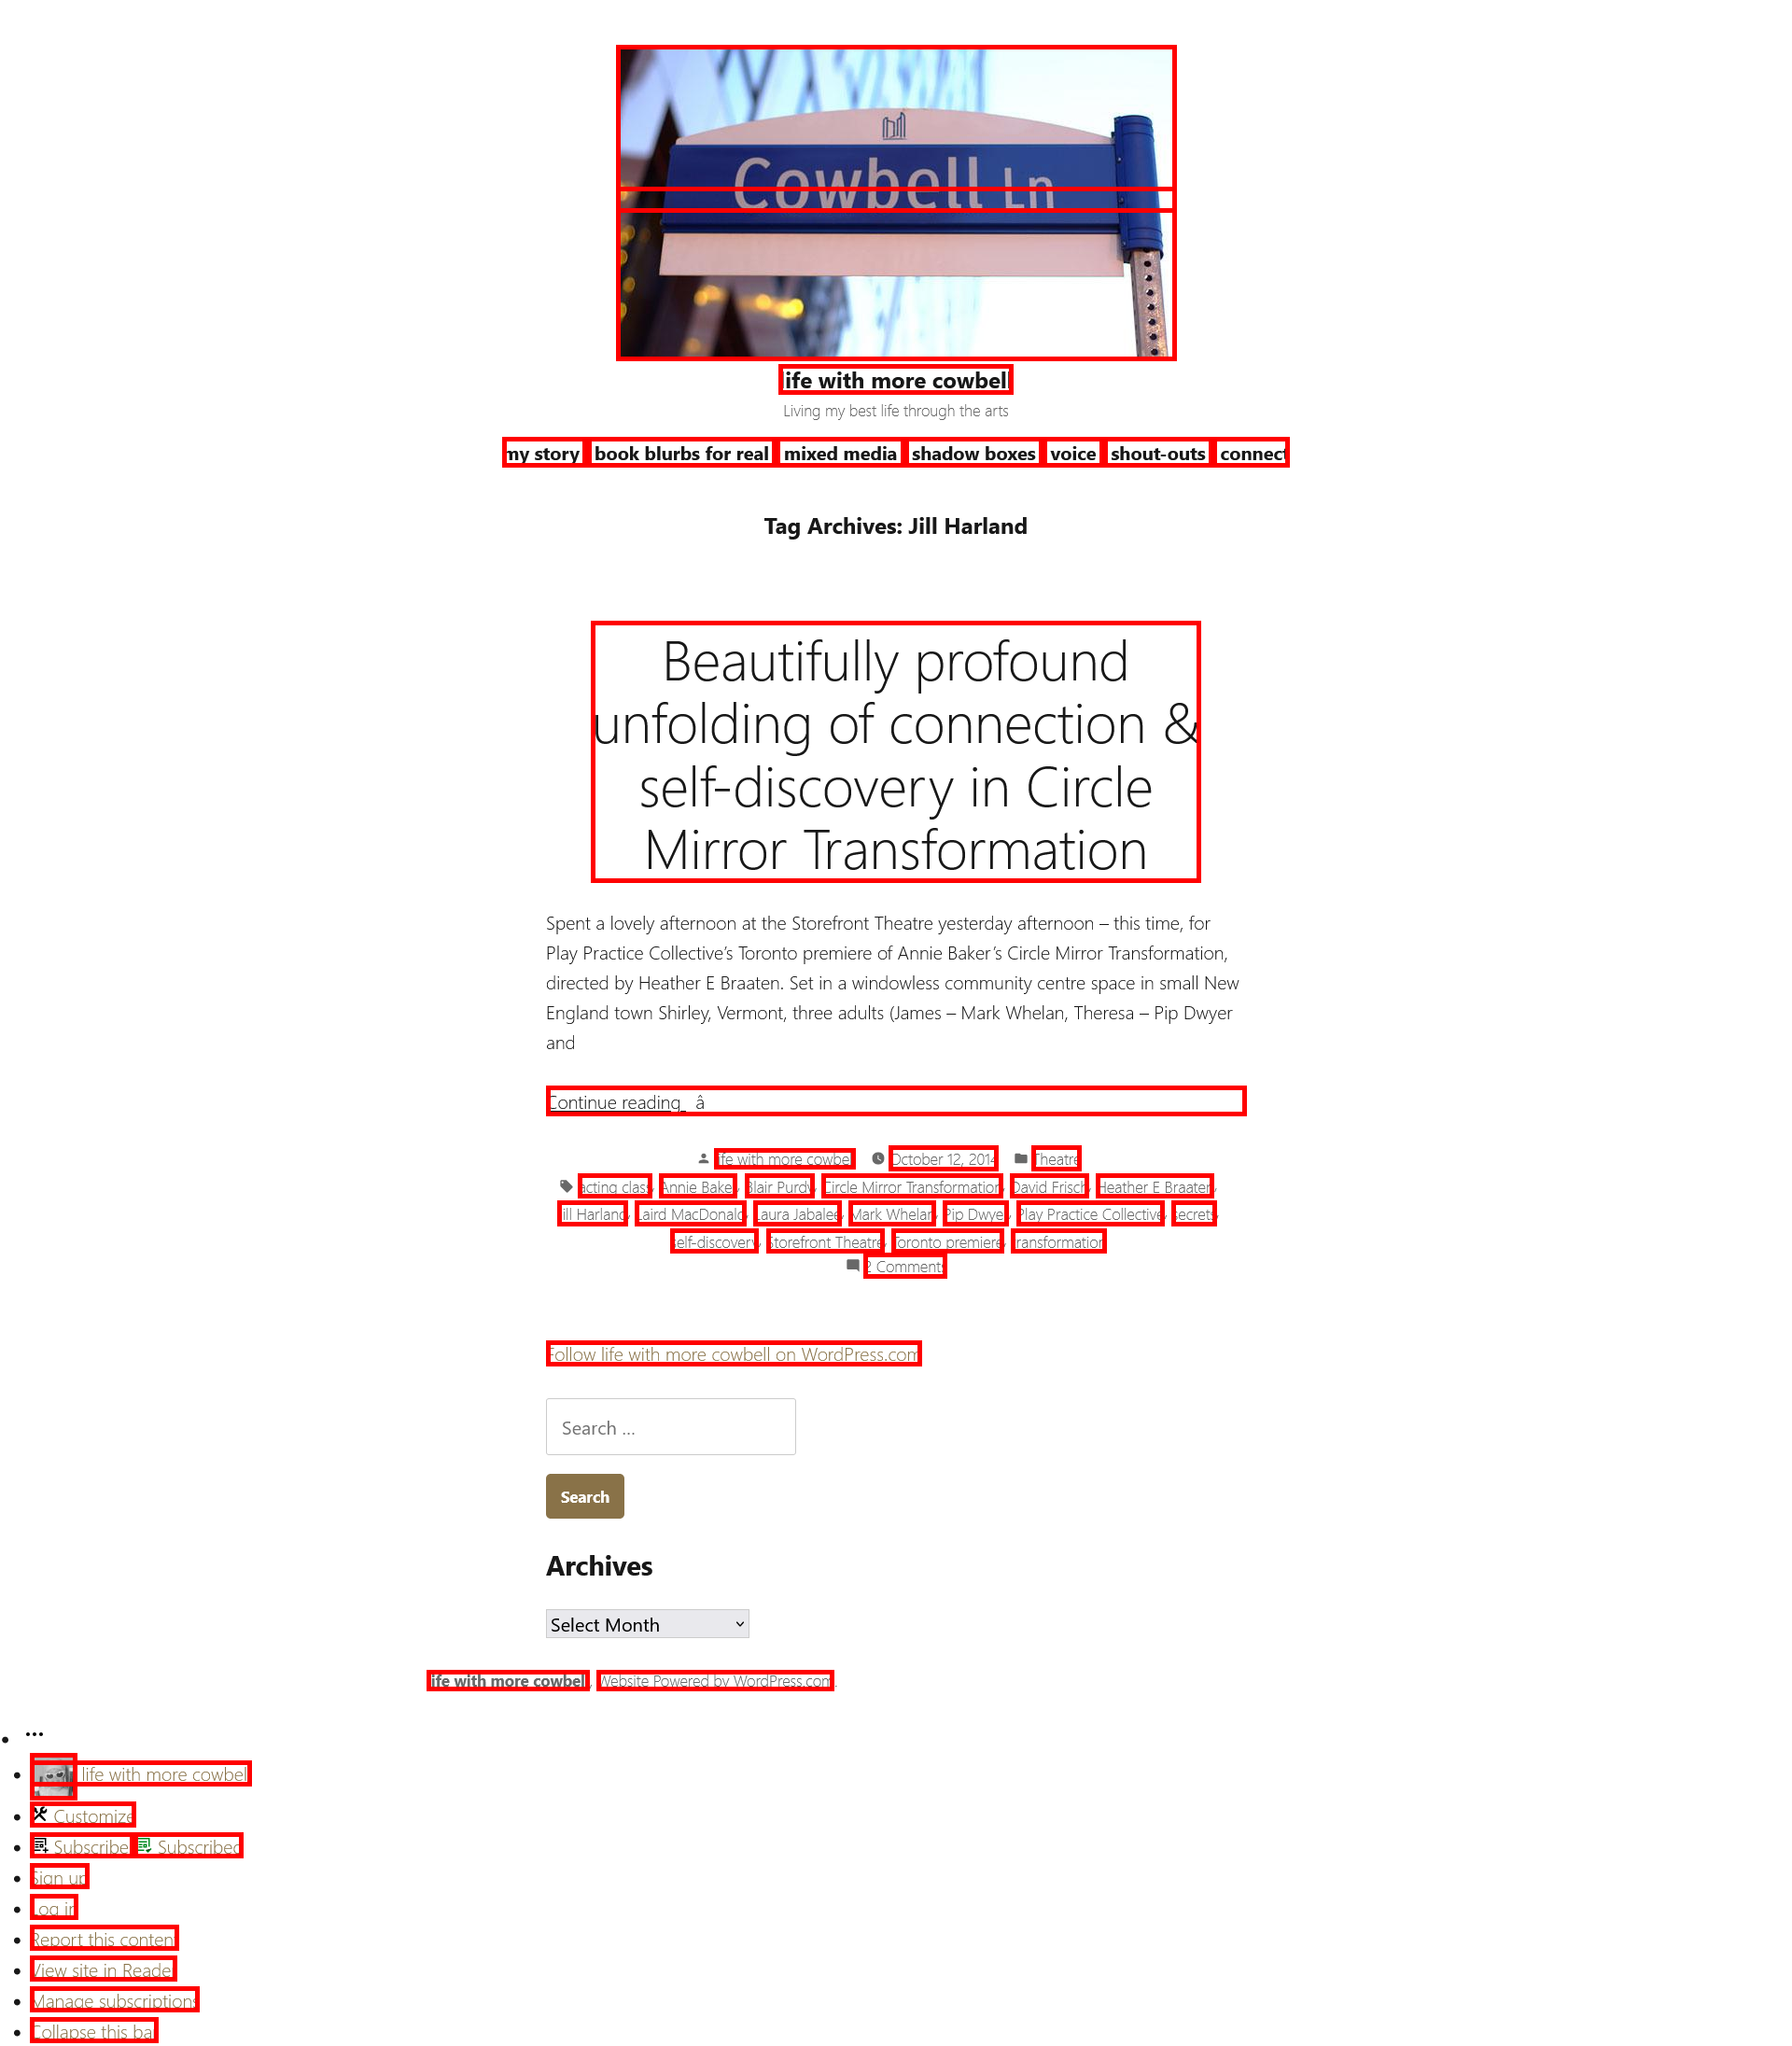 Cowbell Ln
life with more cowbell
Living my best life through the arts
my story book blurbs for real mixed media shadow boxes voice shout-outs connect
Tag Archives: Jill Harland
Beautifully profound
unfolding of connection &
self-discovery in Circle
Mirror Transformation
Spent a lovely afternoon at the Storefront Theatre yesterday afternoon – this time, for
Play Practice Collective’s Toronto premiere of Annie Baker’s Circle Mirror Transformation,
directed by Heather E Braaten. Set in a windowless community centre space in small New
England town Shirley, Vermont, three adults (James – Mark Whelan, Theresa – Pip Dwyer
and
Continue reading â
life with more cowbell October 12, 2014 Theatre
acting class, Annie Baker, Blair Purdy, Circle Mirror Transformation, David Frisch, Heather E Braaten,
Jill Harland, Laird MacDonald, Laura Jabalee, Mark Whelan, Pip Dwyer, Play Practice Collective, secrets,
self-discovery, Storefront Theatre, Toronto premiere, transformation
2 Comments
Follow life with more cowbell on WordPress.com
Search …
Search
Archives
Select Month
life with more cowbell, Website Powered by WordPress.com.
...
life with more cowbell
Customize
Subscribe Subscribed
Sign up
Log in
Report this content
View site in Reader
Manage subscriptions
Collapse this bar